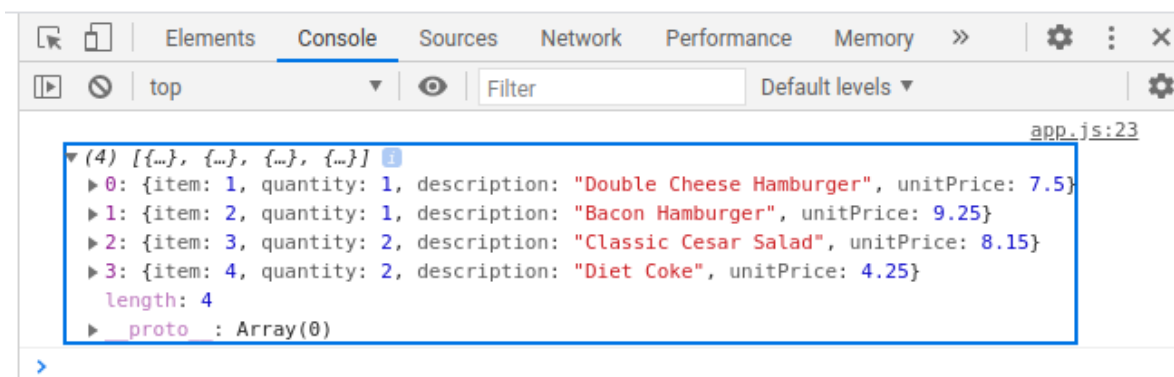 Elements Console Sources Network Performance Memory »
top ▼ Filter Default levels ▼
app.js:23
▼(4) [{…}, {…}, {…}, {…}] i
▶0: {item: 1, quantity: 1, description: "Double Cheese Hamburger", unitPrice: 7.5}
▶1: {item: 2, quantity: 1, description: "Bacon Hamburger", unitPrice: 9.25}
▶2: {item: 3, quantity: 2, description: "Classic Cesar Salad", unitPrice: 8.15}
▶3: {item: 4, quantity: 2, description: "Diet Coke", unitPrice: 4.25}
length: 4
▶__proto__: Array(0)
>